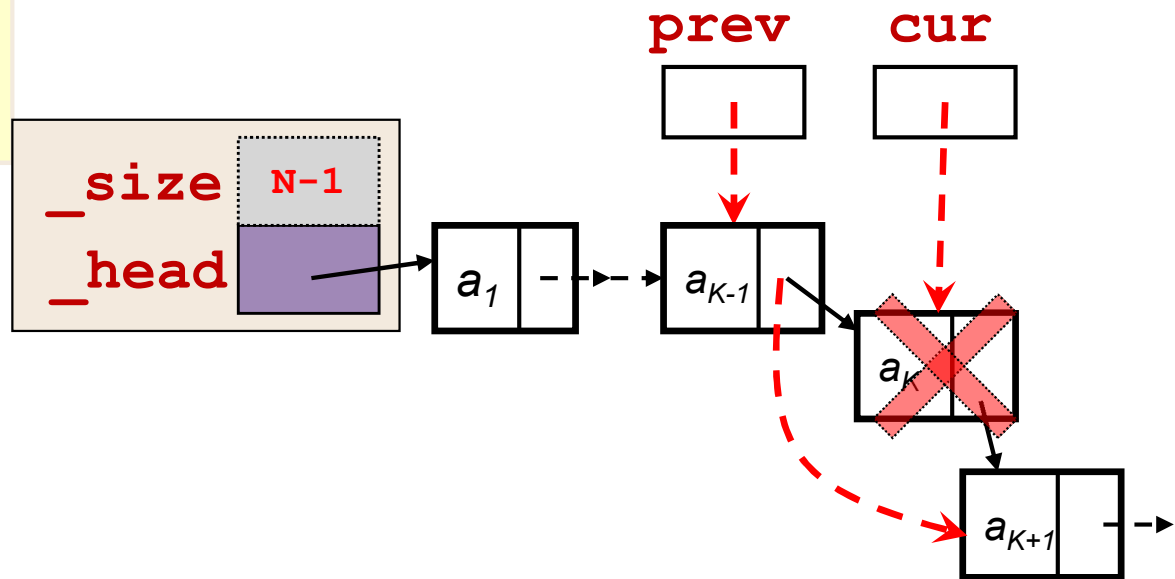 prev cur
_size N-1
_head
a₁ aK-1
aK
aK+1